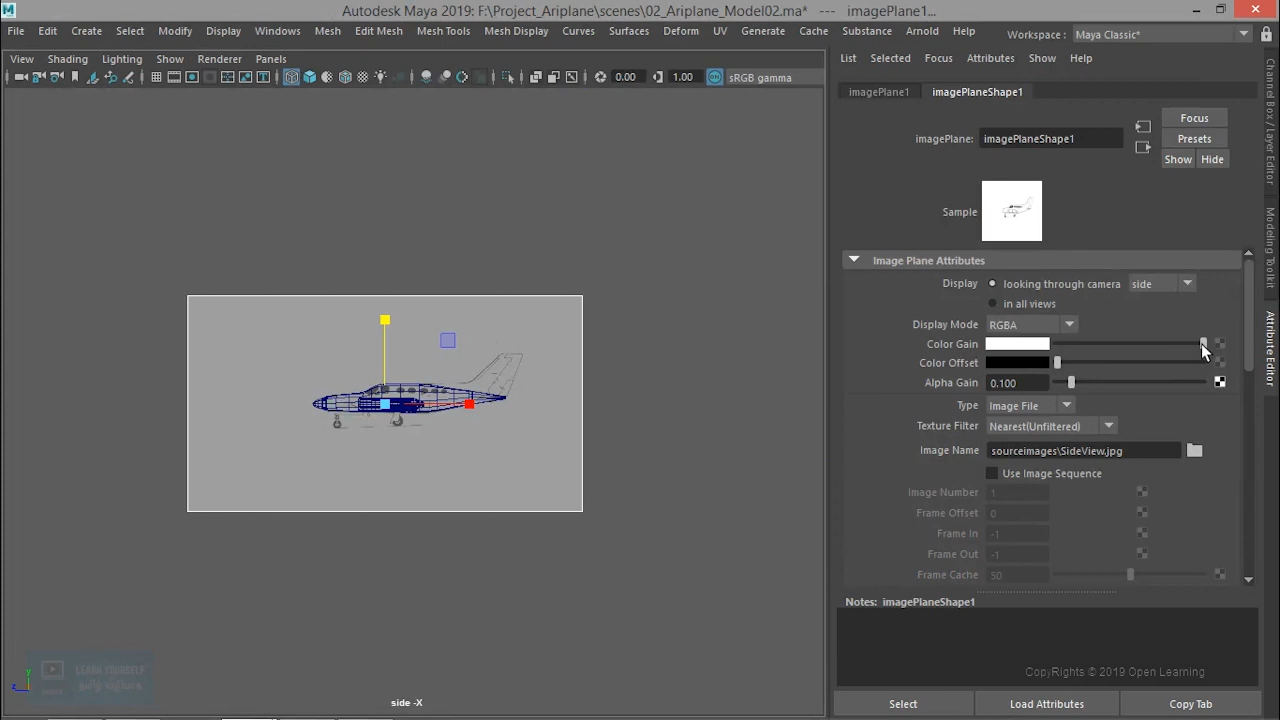 Autodesk Maya 2019: F:\Project_Ariplane\scenes\02_Ariplane_Model02.ma* --- imagePlane1...
File Edit Create Select Modify Display Windows Mesh Edit Mesh Mesh Tools Mesh Display Curves Surfaces Deform UV Generate Cache Substance Arnold Help Workspace : Maya Classic*
View Shading Lighting Show Renderer Panels
0.00 1.00 ON sRGB gamma
List Selected Focus Attributes Show Help
imagePlane1 imagePlaneShape1
Focus
imagePlane: imagePlaneShape1
Presets
Show Hide
Sample
Image Plane Attributes
Display looking through camera side
in all views
Display Mode RGBA
Color Gain
Color Offset
Alpha Gain 0.100
Type Image File
Texture Filter Nearest(Unfiltered)
Image Name sourceimages\SideView.jpg
Use Image Sequence
Image Number 1
Frame Offset 0
Frame In -1
Frame Out -1
Frame Cache 50
Notes: imagePlaneShape1
CopyRights © 2019 Open Learning
Select Load Attributes Copy Tab
Channel Box / Layer Editor
Modeling Toolkit
Attribute Editor
LEARN YOURSELF
y
z
side -X